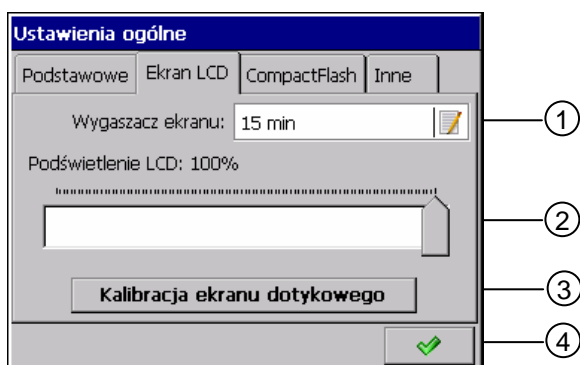 Ustawienia ogólne
Podstawowe Ekran LCD CompactFlash Inne
Wygaszacz ekranu: 15 min 1
Podświetlenie LCD: 100%
2
Kalibracja ekranu dotykowego 3
4